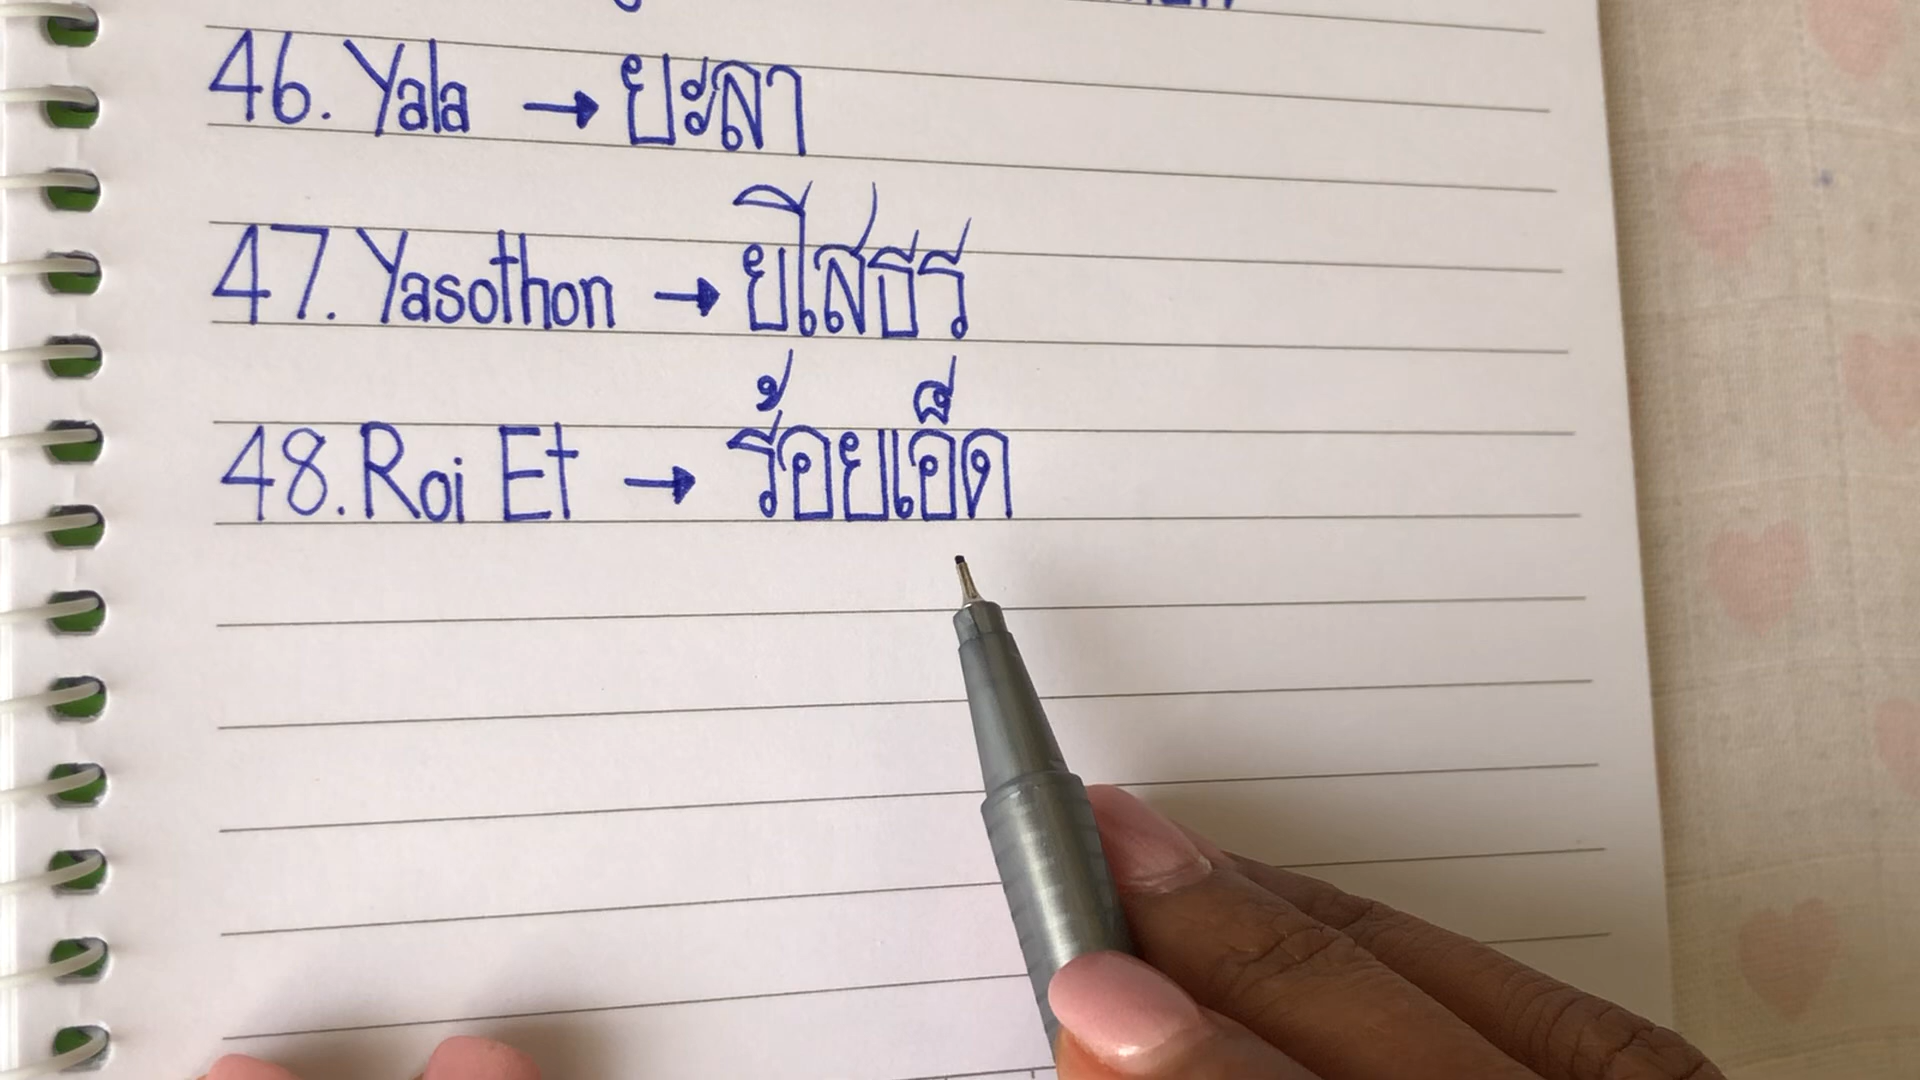 46. Yala → ยะลา
47. Yasothon → ยโสธร
48. Roi Et → ร้อยเอ็ด